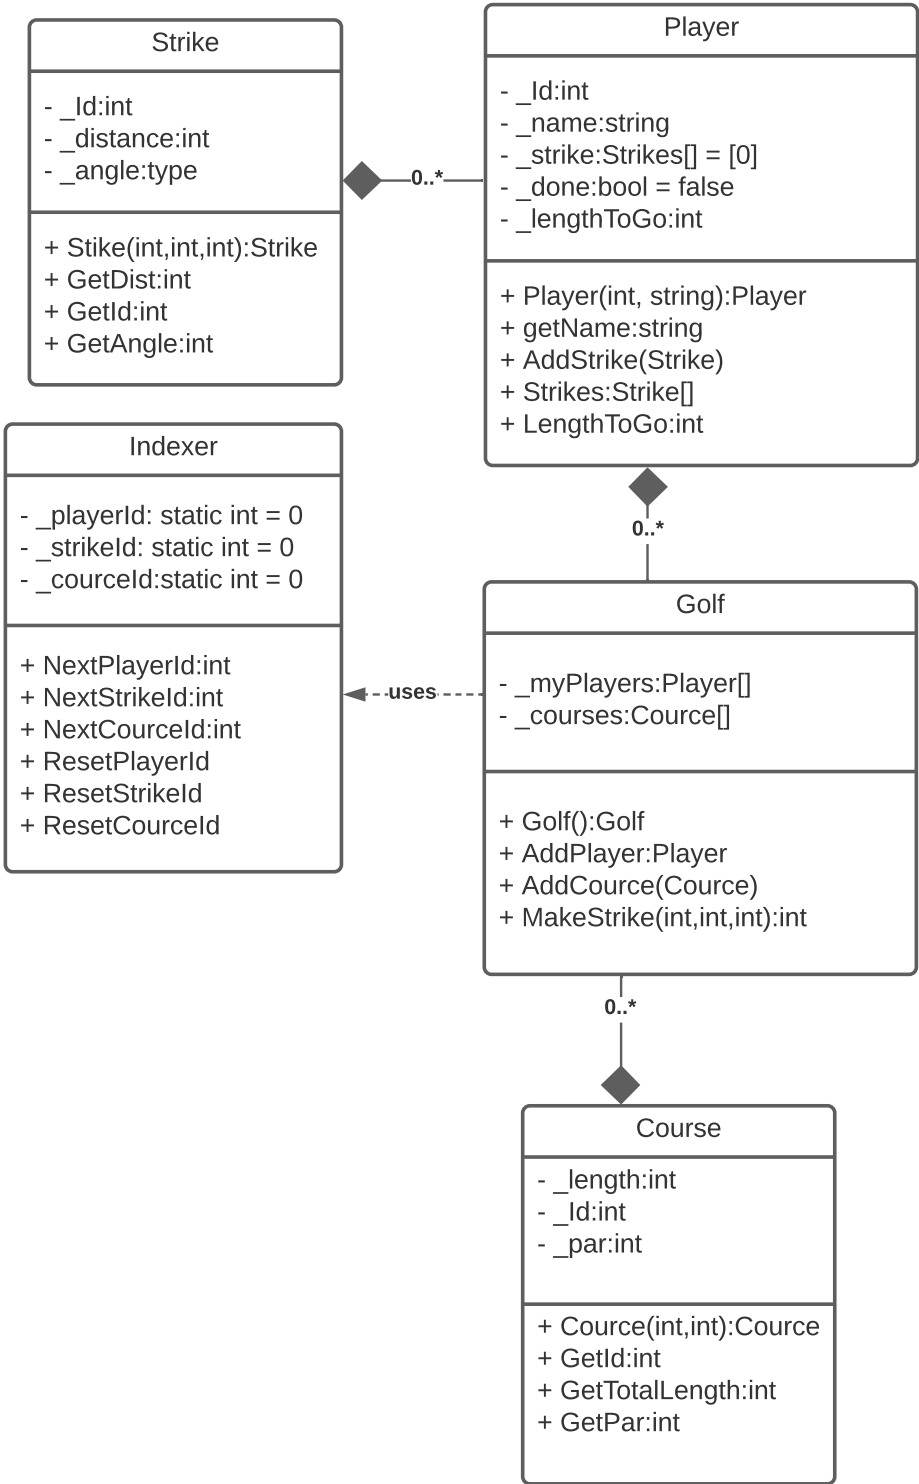 Strike
- _Id:int
- _distance:int
- _angle:type
+ Stike(int,int,int):Strike
+ GetDist:int
+ GetId:int
+ GetAngle:int
0..*
Player
- _Id:int
- _name:string
- _strike:Strikes[] = [0]
- _done:bool = false
- _lengthToGo:int
+ Player(int, string):Player
+ getName:string
+ AddStrike(Strike)
+ Strikes:Strike[]
+ LengthToGo:int
0..*
Indexer
- _playerId: static int = 0
- _strikeId: static int = 0
- _courceId:static int = 0
+ NextPlayerId:int
+ NextStrikeId:int
+ NextCourceId:int
+ ResetPlayerId
+ ResetStrikeId
+ ResetCourceId
uses
Golf
- _myPlayers:Player[]
- _courses:Cource[]
+ Golf():Golf
+ AddPlayer:Player
+ AddCource(Cource)
+ MakeStrike(int,int,int):int
0..*
Course
- _length:int
- _Id:int
- _par:int
+ Cource(int,int):Cource
+ GetId:int
+ GetTotalLength:int
+ GetPar:int